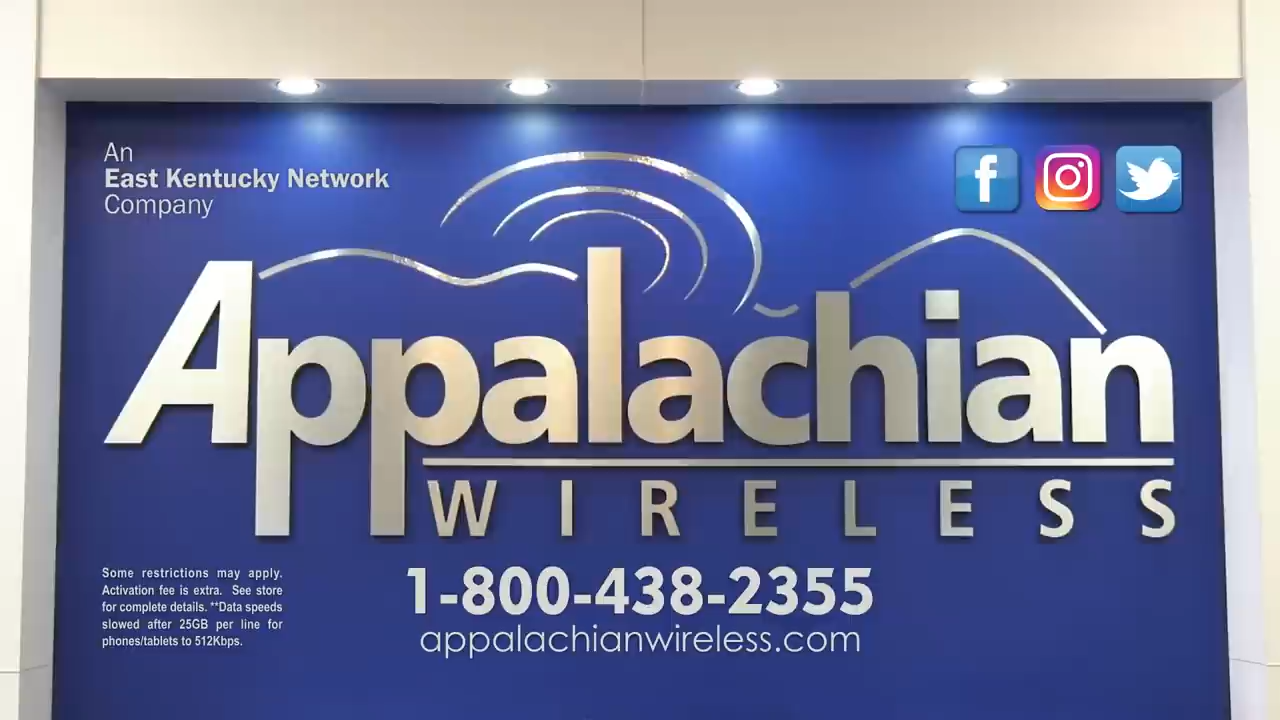 An
East Kentucky Network
Company
Appalachian
WIRELESS
Some restrictions may apply.
Activation fee is extra. See store
for complete details. **Data speeds
slowed after 25GB per line for
phones/tablets to 512Kbps.
1-800-438-2355
appalachianwireless.com